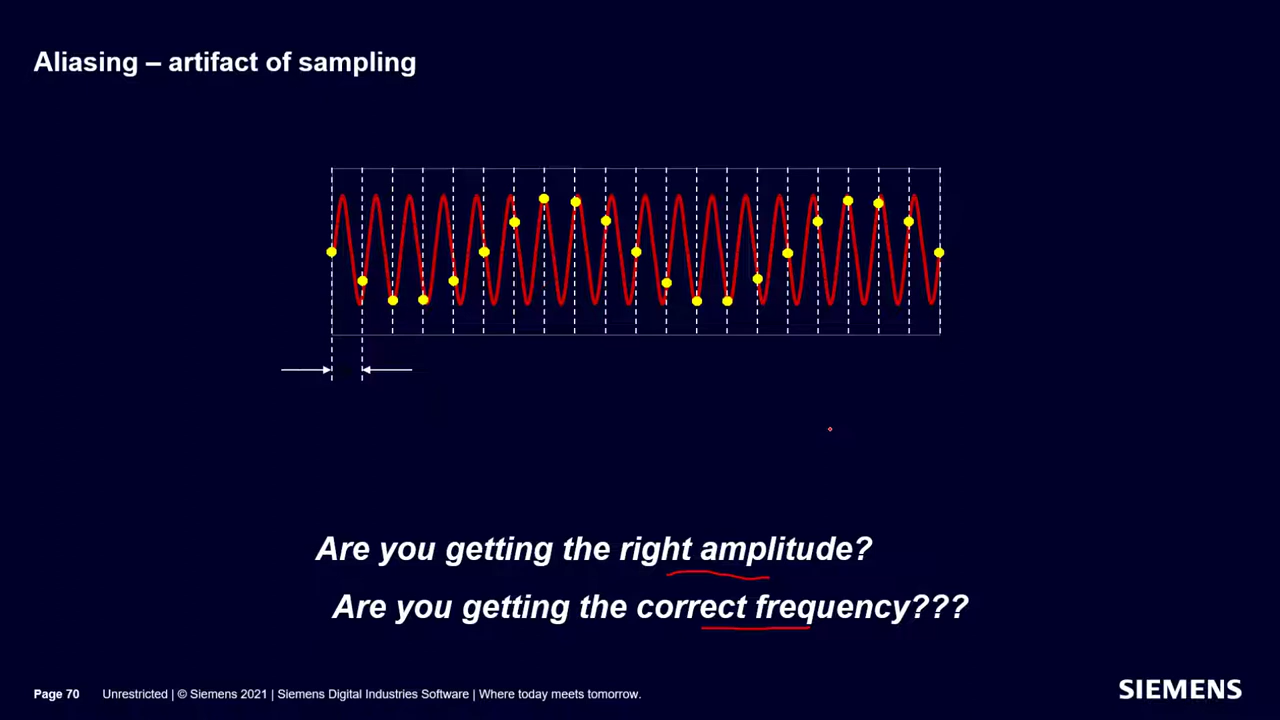 Aliasing – artifact of sampling
Are you getting the right amplitude?
Are you getting the correct frequency???
Page 70 Unrestricted | © Siemens 2021 | Siemens Digital Industries Software | Where today meets tomorrow.
SIEMENS